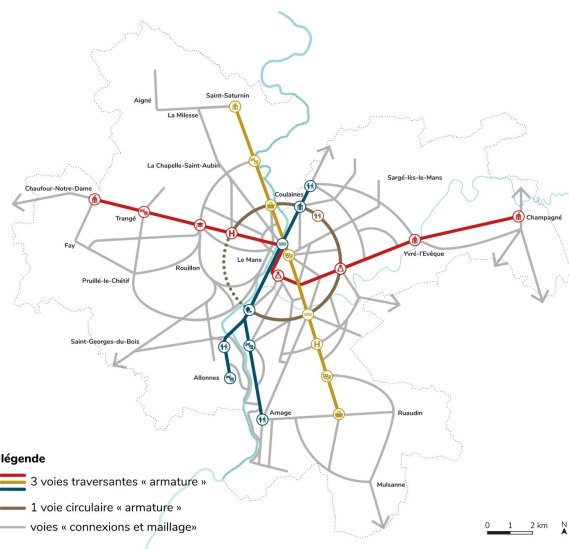 Saint-Saturnin
Aigné
La Milesse
La Chapelle-Saint-Aubin
Sargé-lès-le-Mans
Chaufour-Notre-Dame
Coulaines
Trangé
Champagné
Fay
Le Mans
Yvré-l'Evêque
Rouillon
Pruillé-le-Chétif
Saint-Georges-du-Bois
Allonnes
Arnage
Ruaudin
Mulsanne
H
H
légende
3 voies traversantes « armature »
1 voie circulaire « armature »
voies « connexions et maillage»
0 1 2 km
N